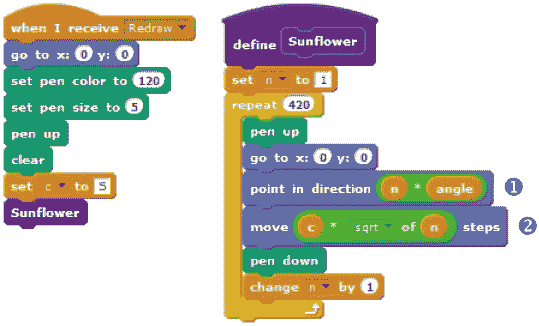 when I receive Redraw
go to x: 0 y: 0
set pen color to 120
set pen size to 5
pen up
clear
set c to 5
Sunflower
define Sunflower
set n to 1
repeat 420
pen up
go to x: 0 y: 0
point in direction n * angle 1
move c * sqrt of n steps 2
pen down
change n by 1